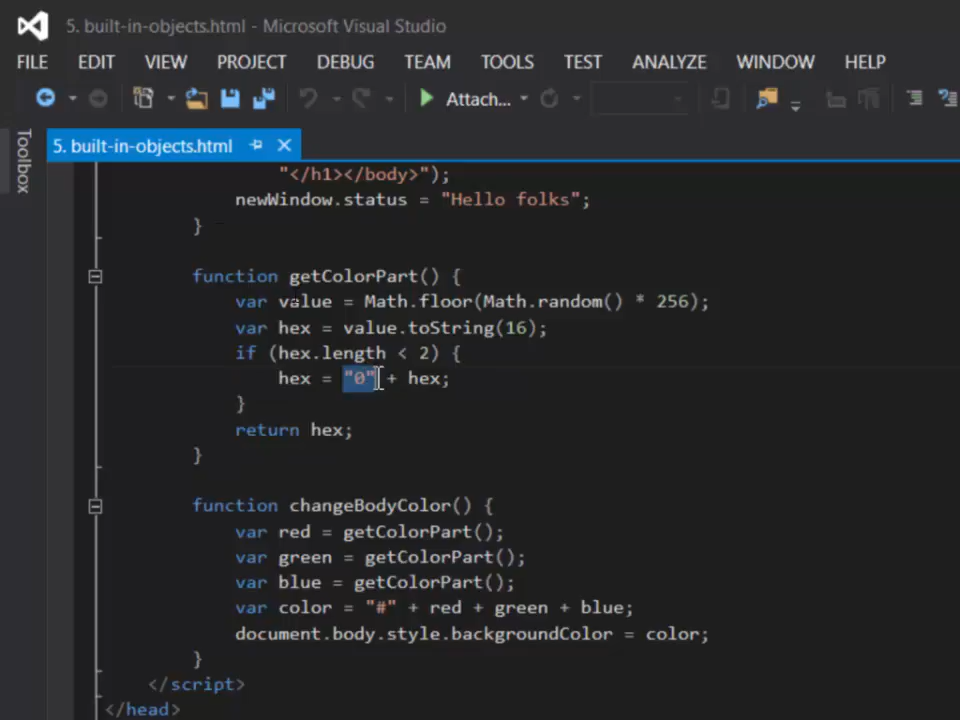 5. built-in-objects.html - Microsoft Visual Studio
FILE EDIT VIEW PROJECT DEBUG TEAM TOOLS TEST ANALYZE WINDOW HELP
Attach...
Toolbox
5. built-in-objects.html
"</h1></body>");
newWindow.status = "Hello folks";
}
function getColorPart() {
var value = Math.floor(Math.random() * 256);
var hex = value.toString(16);
if (hex.length < 2) {
hex = "0" + hex;
}
return hex;
}
function changeBodyColor() {
var red = getColorPart();
var green = getColorPart();
var blue = getColorPart();
var color = "#" + red + green + blue;
document.body.style.backgroundColor = color;
}
</script>
</head>